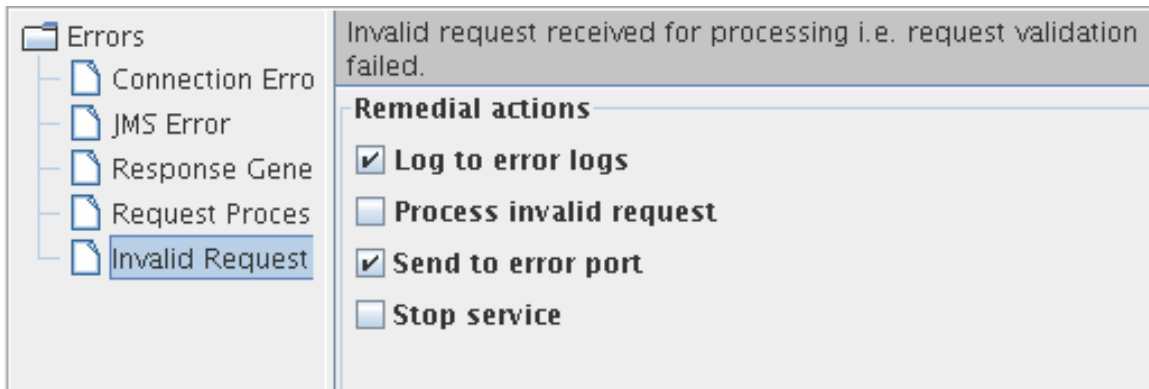 Errors
Connection Erro
JMS Error
Response Gene
Request Proces
Invalid Request
Invalid request received for processing i.e. request validation
failed.
Remedial actions
Log to error logs
Process invalid request
Send to error port
Stop service